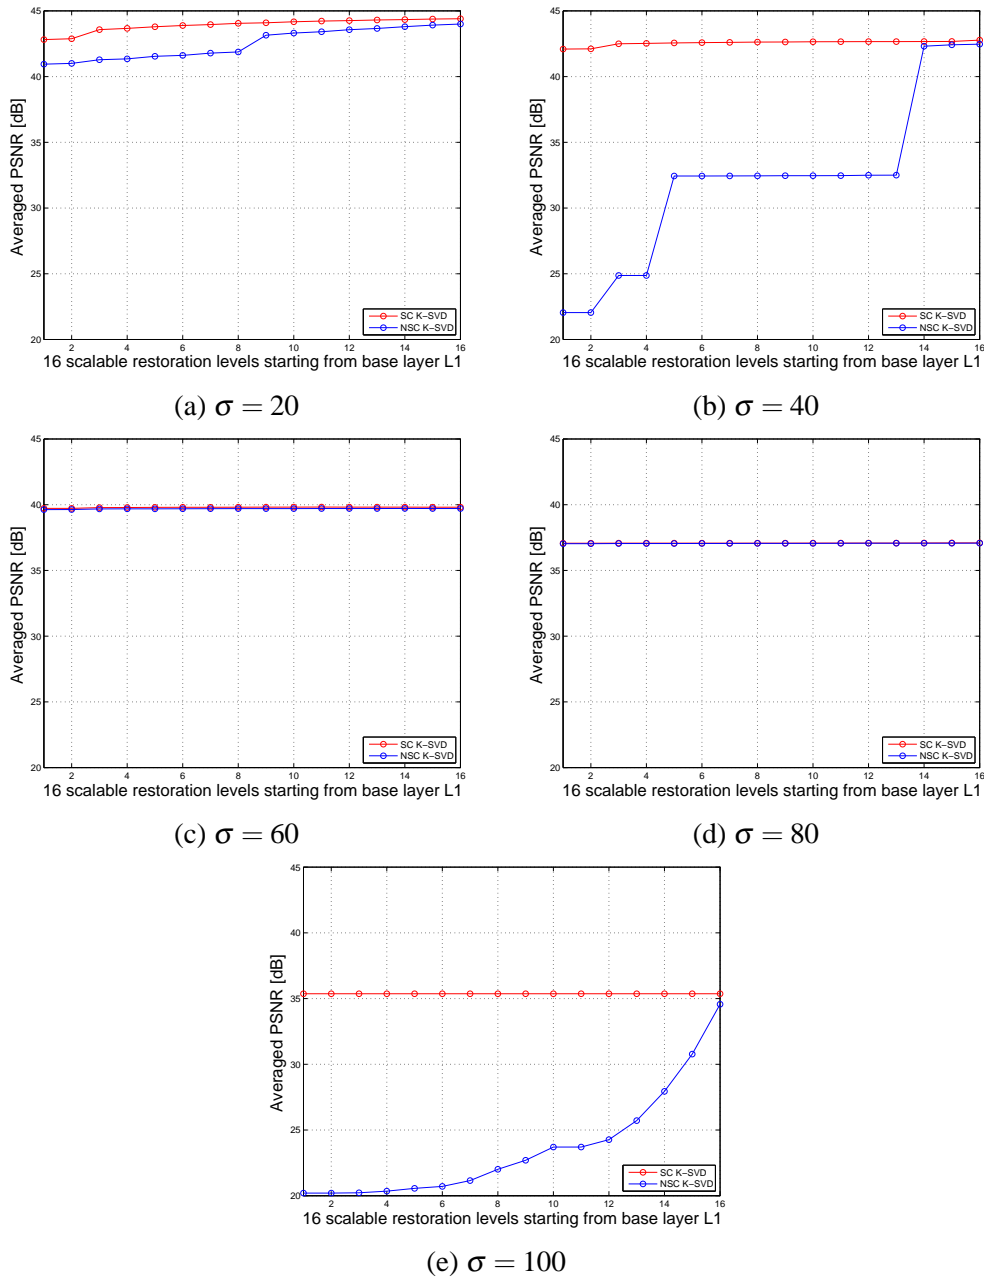 45
40
35
30
25
20
Averaged PSNR [dB]
2 4 6 8 10 12 14 16
16 scalable restoration levels starting from base layer L1
SC K−SVD
NSC K−SVD
(a) σ = 20
45
40
35
30
25
20
Averaged PSNR [dB]
2 4 6 8 10 12 14 16
16 scalable restoration levels starting from base layer L1
SC K−SVD
NSC K−SVD
(b) σ = 40
45
40
35
30
25
20
Averaged PSNR [dB]
2 4 6 8 10 12 14 16
16 scalable restoration levels starting from base layer L1
SC K−SVD
NSC K−SVD
(c) σ = 60
45
40
35
30
25
20
Averaged PSNR [dB]
2 4 6 8 10 12 14 16
16 scalable restoration levels starting from base layer L1
SC K−SVD
NSC K−SVD
(d) σ = 80
45
40
35
30
25
20
Averaged PSNR [dB]
2 4 6 8 10 12 14 16
16 scalable restoration levels starting from base layer L1
SC K−SVD
NSC K−SVD
(e) σ = 100